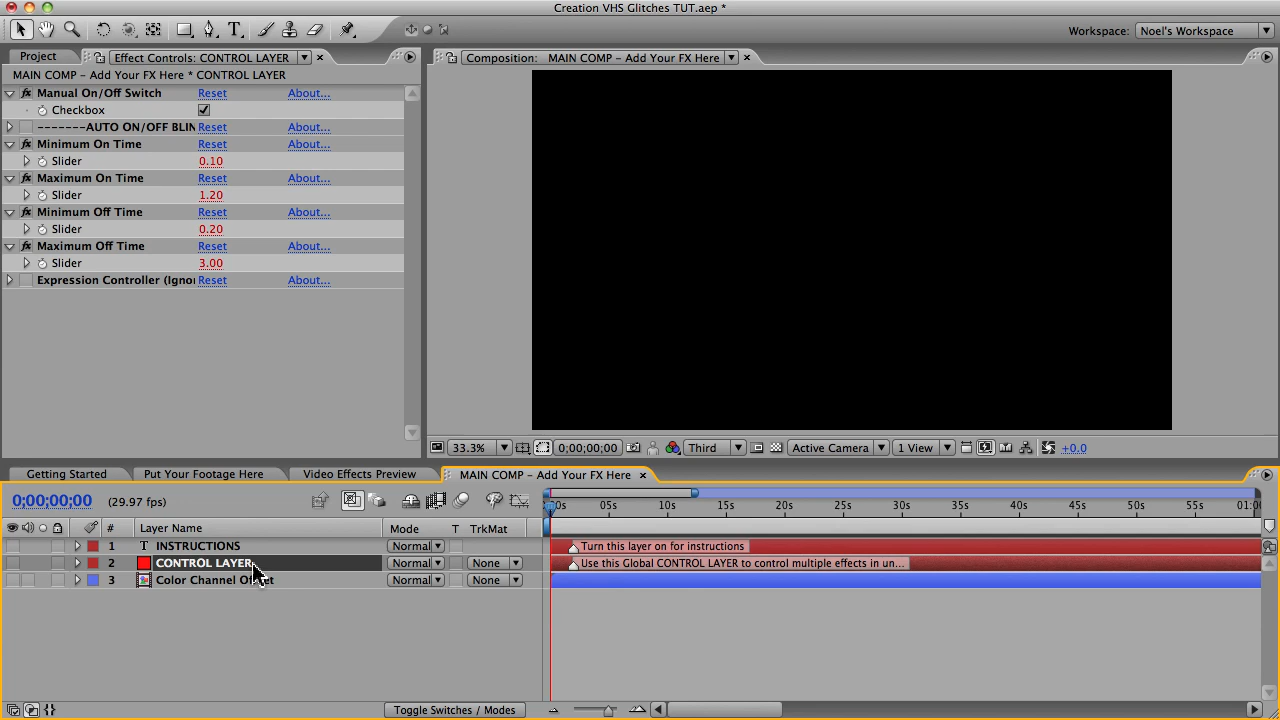 Creation VHS Glitches TUT.aep *
Workspace: Noel's Workspace
Project Effect Controls: CONTROL LAYER
MAIN COMP – Add Your FX Here * CONTROL LAYER
Manual On/Off Switch Reset About...
Checkbox
-------AUTO ON/OFF BLIN Reset About...
Minimum On Time Reset About...
Slider 0.10
Maximum On Time Reset About...
Slider 1.20
Minimum Off Time Reset About...
Slider 0.20
Maximum Off Time Reset About...
Slider 3.00
Expression Controller (Igno Reset About...
Composition: MAIN COMP – Add Your FX Here
33.3% 0;00;00;00 Third Active Camera 1 View +0.0
Getting Started Put Your Footage Here Video Effects Preview MAIN COMP – Add Your FX Here
0;00;00;00 (29.97 fps)
00s 05s 10s 15s 20s 25s 30s 35s 40s 45s 50s 55s 01:0
# Layer Name Mode T TrkMat
1 T INSTRUCTIONS Normal Turn this layer on for instructions
2 CONTROL LAYER Normal None Use this Global CONTROL LAYER to control multiple effects in un...
3 Color Channel Normal None
Toggle Switches / Modes